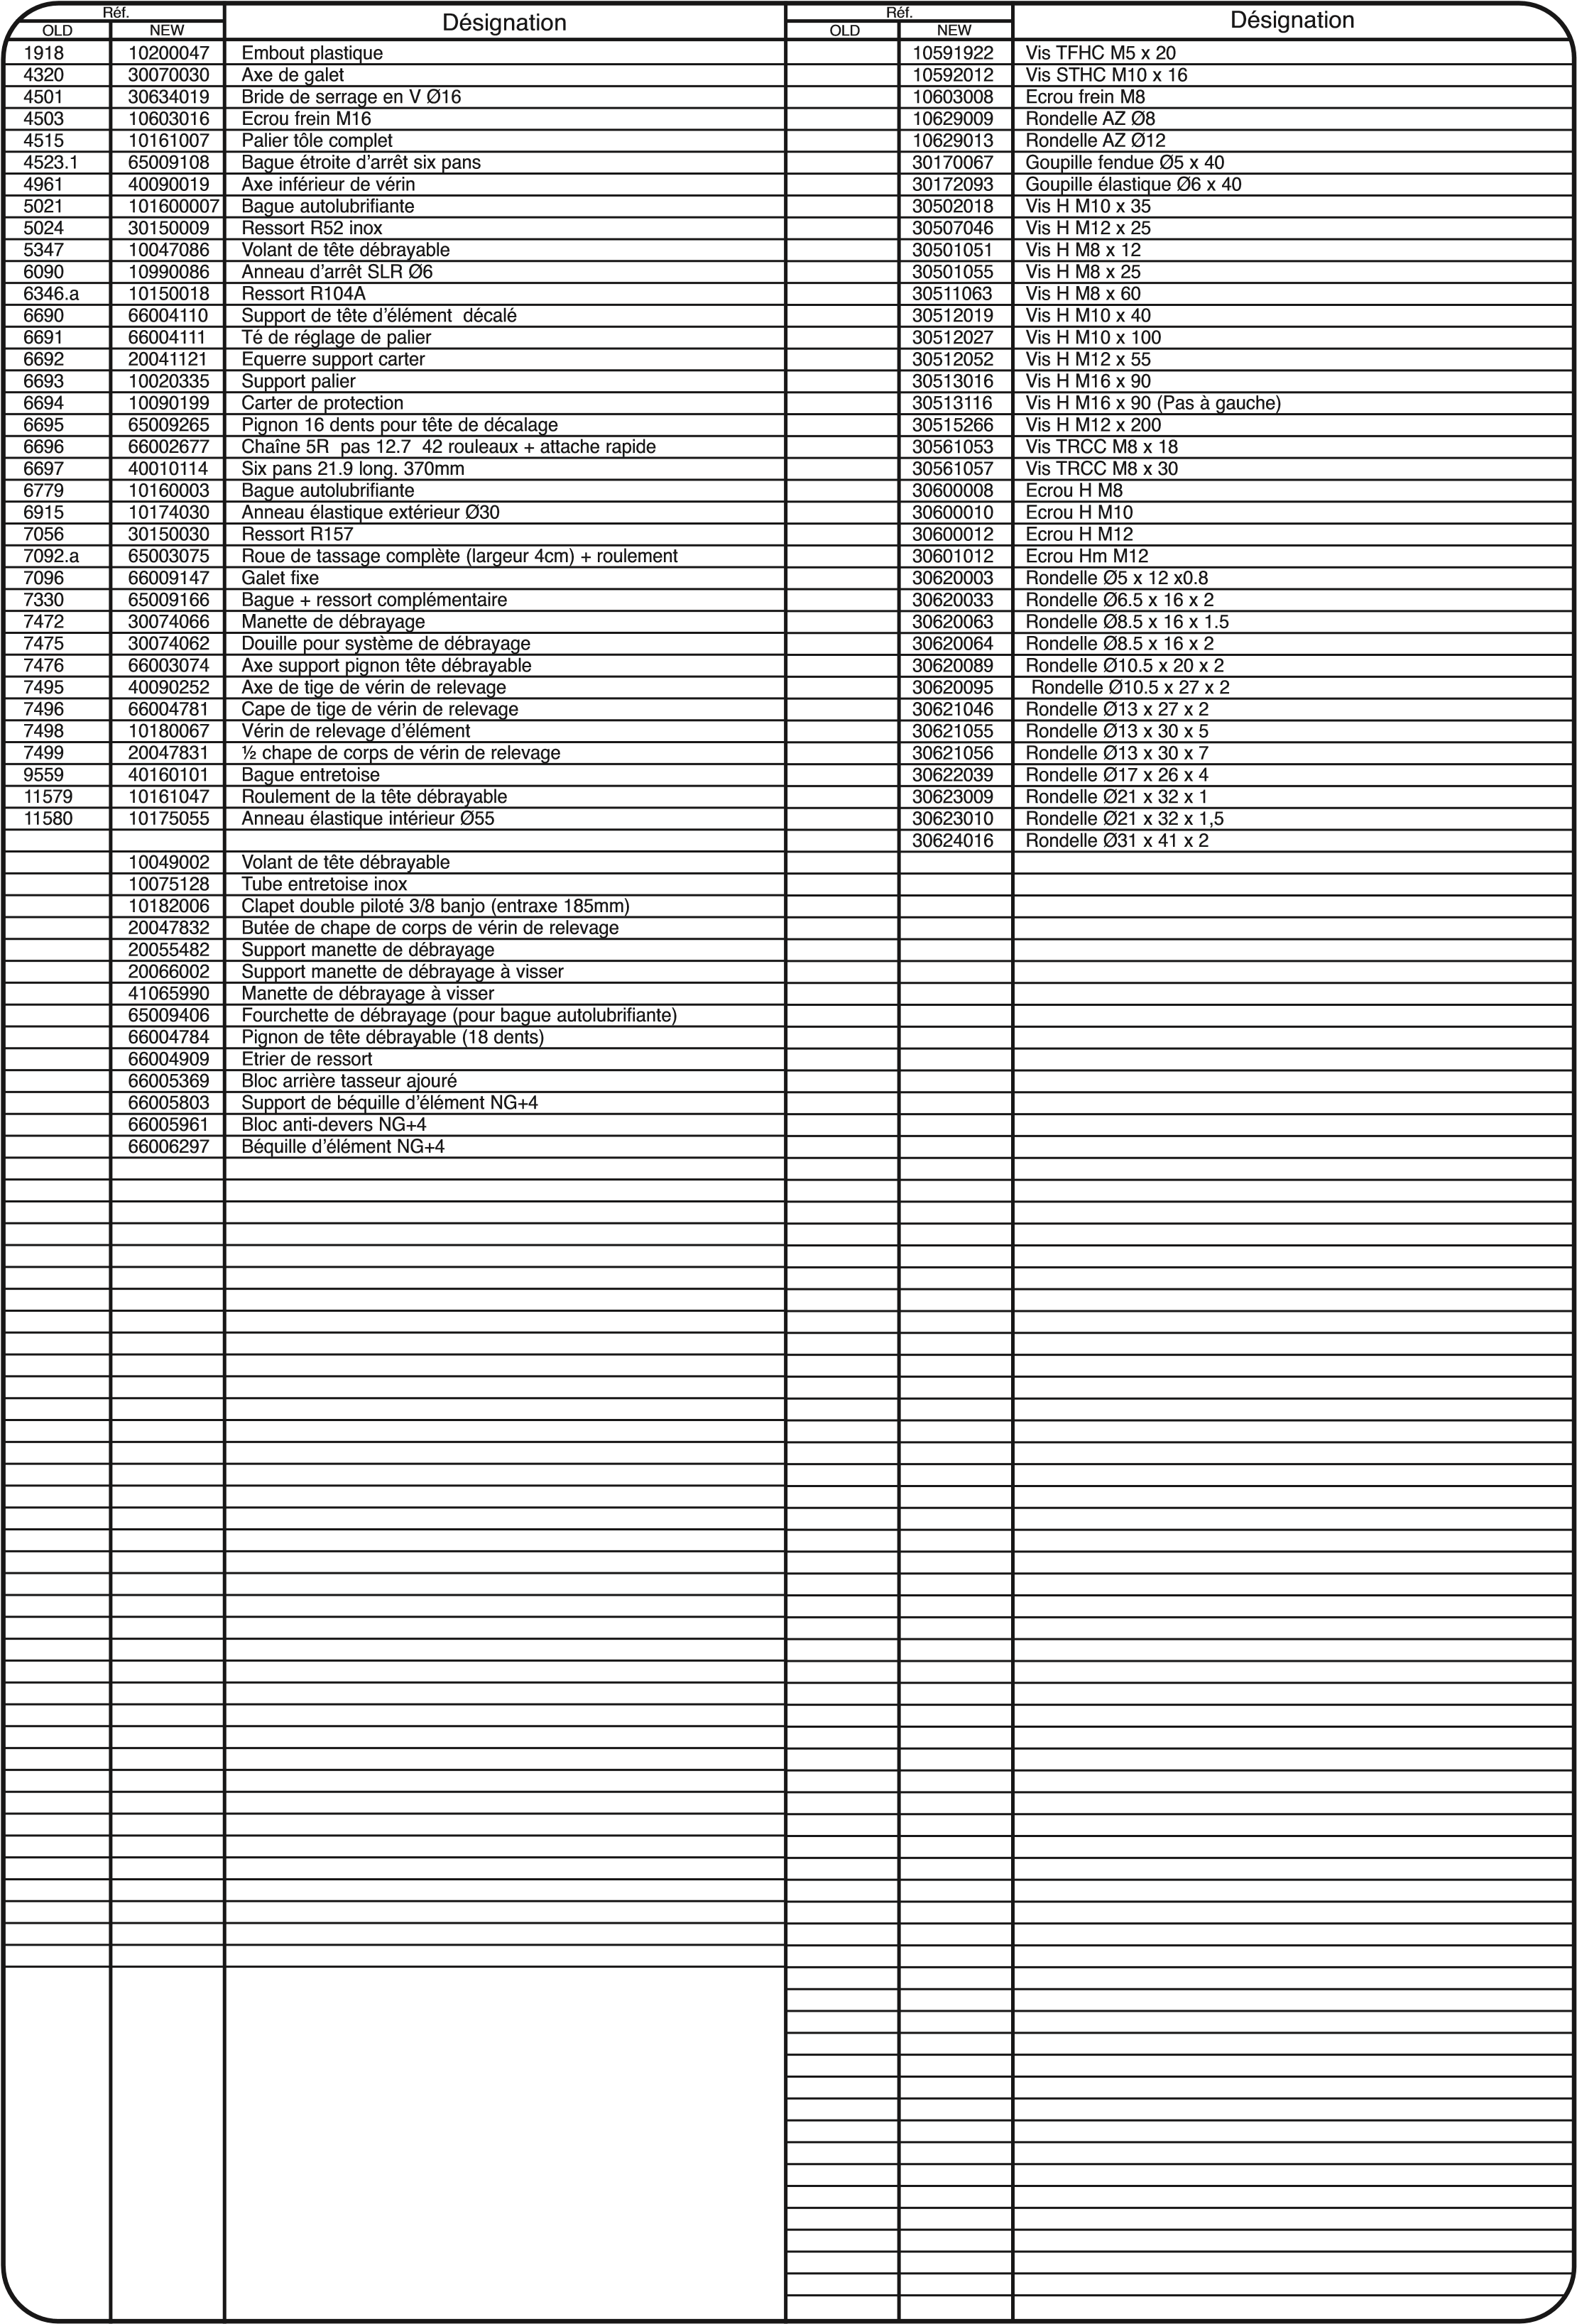 Réf.
OLD NEW Désignation
1918 10200047 Embout plastique
4320 30070030 Axe de galet
4501 30634019 Bride de serrage en V Ø16
4503 10603016 Ecrou frein M16
4515 10161007 Palier tôle complet
4523.1 65009108 Bague étroite d’arrêt six pans
4961 40090019 Axe inférieur de vérin
5021 101600007 Bague autolubrifiante
5024 30150009 Ressort R52 inox
5347 10047086 Volant de tête débrayable
6090 10990086 Anneau d’arrêt SLR Ø6
6346.a 10150018 Ressort R104A
6690 66004110 Support de tête d’élément  décalé
6691 66004111 Té de réglage de palier
6692 20041121 Equerre support carter
6693 10020335 Support palier
6694 10090199 Carter de protection
6695 65009265 Pignon 16 dents pour tête de décalage
6696 66002677 Chaîne 5R  pas 12.7  42 rouleaux + attache rapide
6697 40010114 Six pans 21.9 long. 370mm
6779 10160003 Bague autolubrifiante
6915 10174030 Anneau élastique extérieur Ø30
7056 30150030 Ressort R157
7092.a 65003075 Roue de tassage complète (largeur 4cm) + roulement
7096 66009147 Galet fixe
7330 65009166 Bague + ressort complémentaire
7472 30074066 Manette de débrayage
7475 30074062 Douille pour système de débrayage
7476 66003074 Axe support pignon tête débrayable
7495 40090252 Axe de tige de vérin de relevage
7496 66004781 Cape de tige de vérin de relevage
7498 10180067 Vérin de relevage d’élément
7499 20047831 ½ chape de corps de vérin de relevage
9559 40160101 Bague entretoise
11579 10161047 Roulement de la tête débrayable
11580 10175055 Anneau élastique intérieur Ø55
10049002 Volant de tête débrayable
10075128 Tube entretoise inox
10182006 Clapet double piloté 3/8 banjo (entraxe 185mm)
20047832 Butée de chape de corps de vérin de relevage
20055482 Support manette de débrayage
20066002 Support manette de débrayage à visser
41065990 Manette de débrayage à visser
65009406 Fourchette de débrayage (pour bague autolubrifiante)
66004784 Pignon de tête débrayable (18 dents)
66004909 Etrier de ressort
66005369 Bloc arrière tasseur ajouré
66005803 Support de béquille d’élément NG+4
66005961 Bloc anti-devers NG+4
66006297 Béquille d’élément NG+4
Réf.
OLD NEW Désignation
10591922 Vis TFHC M5 x 20
10592012 Vis STHC M10 x 16
10603008 Ecrou frein M8
10629009 Rondelle AZ Ø8
10629013 Rondelle AZ Ø12
30170067 Goupille fendue Ø5 x 40
30172093 Goupille élastique Ø6 x 40
30502018 Vis H M10 x 35
30507046 Vis H M12 x 25
30501051 Vis H M8 x 12
30501055 Vis H M8 x 25
30511063 Vis H M8 x 60
30512019 Vis H M10 x 40
30512027 Vis H M10 x 100
30512052 Vis H M12 x 55
30513016 Vis H M16 x 90
30513116 Vis H M16 x 90 (Pas à gauche)
30515266 Vis H M12 x 200
30561053 Vis TRCC M8 x 18
30561057 Vis TRCC M8 x 30
30600008 Ecrou H M8
30600010 Ecrou H M10
30600012 Ecrou H M12
30601012 Ecrou Hm M12
30620003 Rondelle Ø5 x 12 x0.8
30620033 Rondelle Ø6.5 x 16 x 2
30620063 Rondelle Ø8.5 x 16 x 1.5
30620064 Rondelle Ø8.5 x 16 x 2
30620089 Rondelle Ø10.5 x 20 x 2
30620095 Rondelle Ø10.5 x 27 x 2
30621046 Rondelle Ø13 x 27 x 2
30621055 Rondelle Ø13 x 30 x 5
30621056 Rondelle Ø13 x 30 x 7
30622039 Rondelle Ø17 x 26 x 4
30623009 Rondelle Ø21 x 32 x 1
30623010 Rondelle Ø21 x 32 x 1,5
30624016 Rondelle Ø31 x 41 x 2